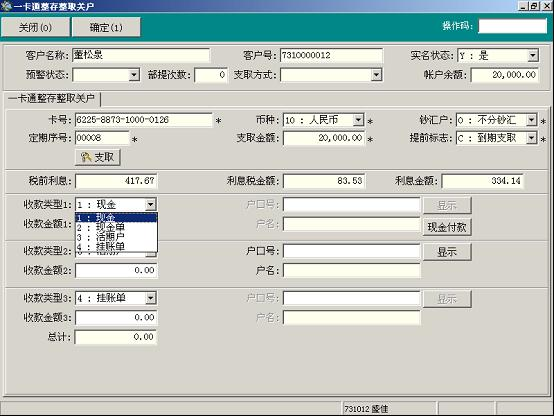 一卡通整存整取关户
关闭(0) 确定(1) 操作码:
客户名称: 董松泉 客户号: 7310000012 实名状态: Y : 是
预警状态: 部提次数: 0 支取方式: 帐户余额: 20,000.00
一卡通整存整取关户
卡号: 6225-8873-1000-0126 * 币种: 10 : 人民币 * 钞汇户: 0 : 不分钞汇 *
定期序号: 00008 * 支取金额: 20,000.00 * 提前标志: C : 到期支取 *
支取
税前利息: 417.67 利息税金额: 83.53 利息金额: 334.14
收款类型1: 1 : 现金 户口号: 显示
1 : 现金
收款金额1: 2 : 现金单 户名: 现金付款
3 : 活期户
4 : 挂账单
收款类型2: 户口号: 显示
收款金额2: 0.00 户名:
收款类型3: 4 : 挂账单 户口号: 显示
收款金额3: 0.00 户名:
总计: 0.00
731012 盛佳